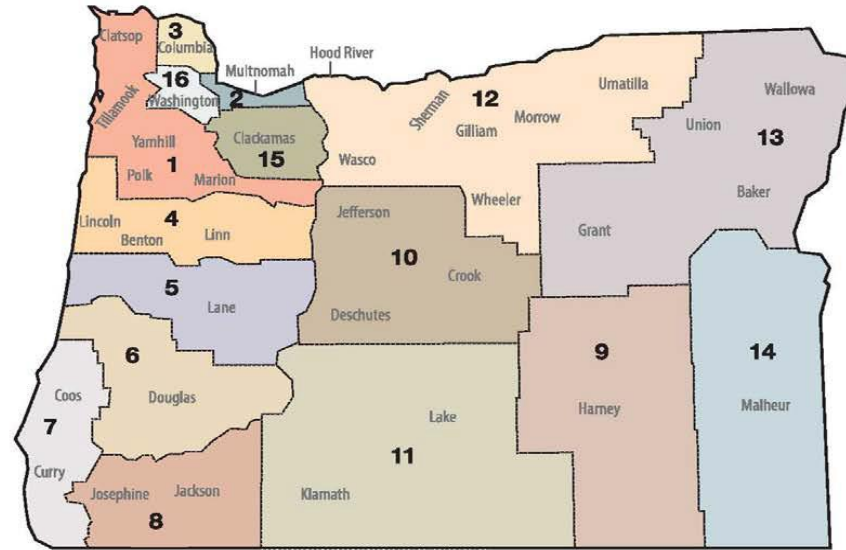 Clatsop
3
Columbia
16
Washington
Multnomah
2
Hood River
Tillamook
Yamhill
1
Polk
Marion
Clackamas
15
Wasco
Sherman
12
Gilliam
Morrow
Umatilla
Wheeler
Wallowa
Union
13
Baker
Grant
Lincoln
4
Benton
Linn
Jefferson
10
Crook
Deschutes
5
Lane
6
Douglas
Coos
7
Curry
Josephine
Jackson
8
Lake
11
Klamath
9
Harney
14
Malheur